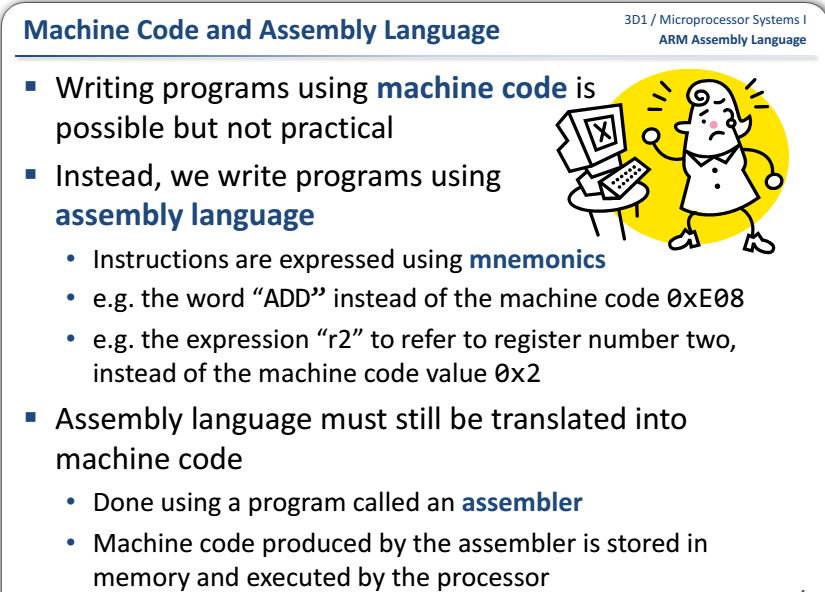 Machine Code and Assembly Language
3D1 / Microprocessor Systems I
ARM Assembly Language
▪ Writing programs using machine code is
possible but not practical
▪ Instead, we write programs using
assembly language
• Instructions are expressed using mnemonics
• e.g. the word “ADD” instead of the machine code 0xE08
• e.g. the expression “r2” to refer to register number two,
instead of the machine code value 0x2
▪ Assembly language must still be translated into
machine code
• Done using a program called an assembler
• Machine code produced by the assembler is stored in
memory and executed by the processor